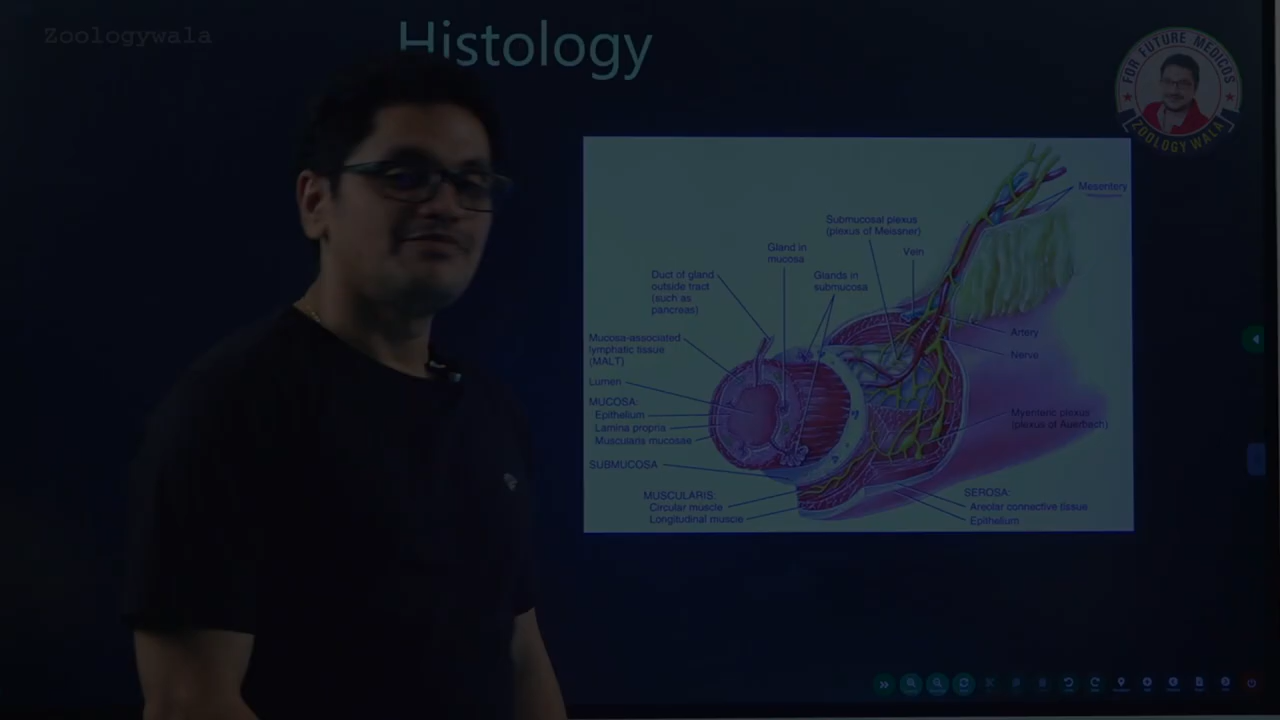 Zoologywala
Histology
FOR FUTURE MEDICOS
ZOOLOGY WALA
Mesentery
Submucosal plexus
(plexus of Meissner)
Gland in
mucosa
Vein
Duct of gland
outside tract
(such as
pancreas)
Glands in
submucosa
Mucosa-associated
lymphatic tissue
(MALT)
Artery
Nerve
Lumen
MUCOSA:
Epithelium
Lamina propria
Muscularis mucosae
Myenteric plexus
(plexus of Auerbach)
SUBMUCOSA
MUSCULARIS:
Circular muscle
Longitudinal muscle
SEROSA:
Areolar connective tissue
Epithelium